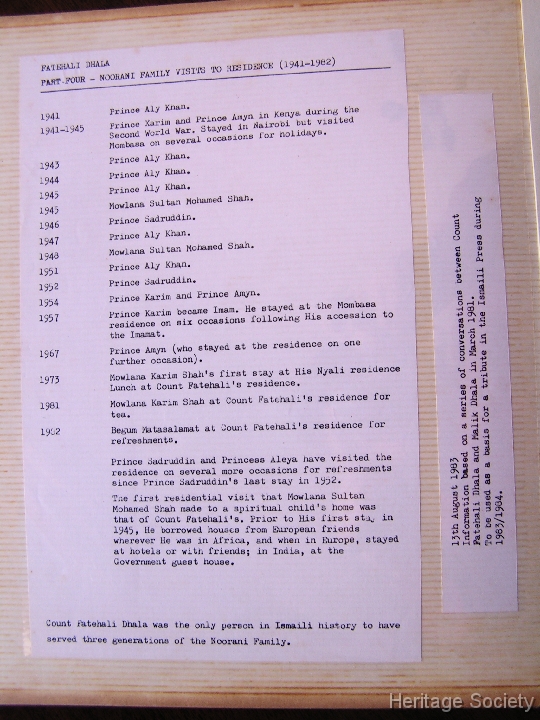 FATEHALI DHALA
PART FOUR - NOORANI FAMILY VISITS TO RESIDENCE (1941-1982)
1941 Prince Aly Khan.
1941-1945 Prince Karim and Prince Amyn in Kenya during the
Second World War. Stayed in Nairobi but visited
Mombasa on several occasions for holidays.
1943 Prince Aly Khan.
1944 Prince Aly Khan.
1945 Prince Aly Khan.
1945 Mowlana Sultan Mohamed Shah.
1946 Prince Sadruddin.
1947 Prince Aly Khan.
1948 Mowlana Sultan Mohamed Shah.
1951 Prince Aly Khan.
1952 Prince Sadruddin.
1954 Prince Karim and Prince Amyn.
1957 Prince Karim became Imam. He stayed at the Mombasa
residence on six occasions following His accession to
the Imamat.
1967 Prince Amyn (who stayed at the residence on one
further occasion).
1973 Mowlana Karim Shah's first stay at His Nyali residence
Lunch at Count Fatehali's residence.
1981 Mowlana Karim Shah at Count Fatehali's residence for
tea.
1982 Begum Matasalamat at Count Fatehali's residence for
refreshments.
Prince Sadruddin and Princess Aleya have visited the
residence on several more occasions for refreshments
since Prince Sadruddin's last stay in 1952.
The first residential visit that Mowlana Sultan
Mohamed Shah made to a spiritual child's home was
that of Count Fatehali's. Prior to His first stay in
1945, He borrowed houses from European friends
wherever He was in Africa, and when in Europe, stayed
at hotels or with friends; in India, at the
Government guest house.
Count Fatehali Dhala was the only person in Ismaili history to have
served three generations of the Noorani Family.
13th August 1983
Information based on a series of conversations between Count
Fatehali Dhala and Malik Dhala in March 1981.
To be used as a basis for a tribute in the Ismaili Press during
1983/1984.
Heritage Society